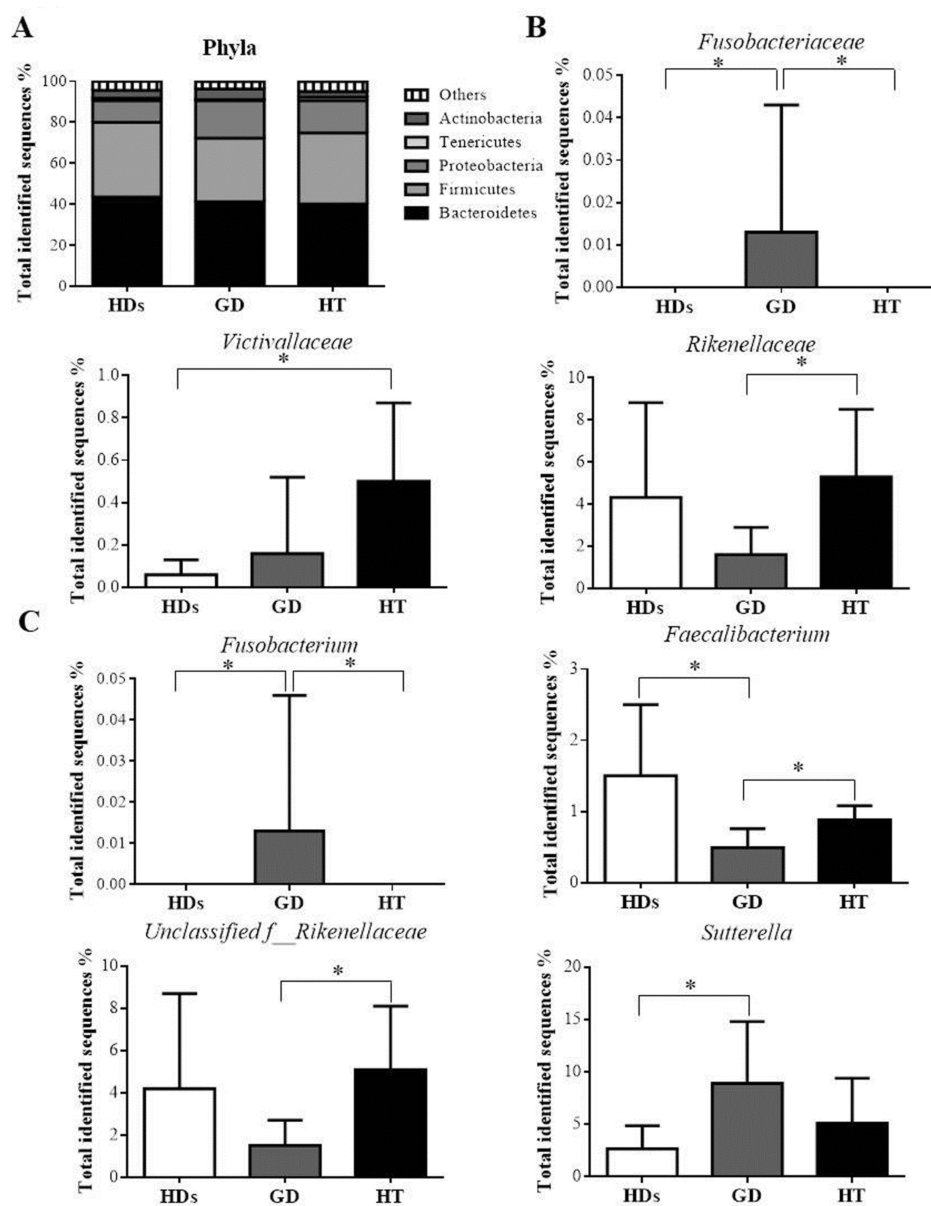 A
Phyla
Total identified sequences %
100
80
60
40
20
0
HDs GD HT
Others
Actinobacteria
Tenericutes
Proteobacteria
Firmicutes
Bacteroidetes
B
Fusobacteriaceae
* *
Total identified sequences %
0.05
0.04
0.03
0.02
0.01
0.00
HDs GD HT
Victivallaceae
*
Total identified sequences %
1.0
0.8
0.6
0.4
0.2
0.0
HDs GD HT
Rikenellaceae
*
Total identified sequences %
10
8
6
4
2
0
HDs GD HT
C
Fusobacterium
* *
Total identified sequences %
0.05
0.04
0.03
0.02
0.01
0.00
HDs GD HT
Faecalibacterium
*
*
Total identified sequences %
3
2
1
0
HDs GD HT
Unclassified f__Rikenellaceae
*
Total identified sequences %
10
8
6
4
2
0
HDs GD HT
Sutterella
*
Total identified sequences %
20
15
10
5
0
HDs GD HT